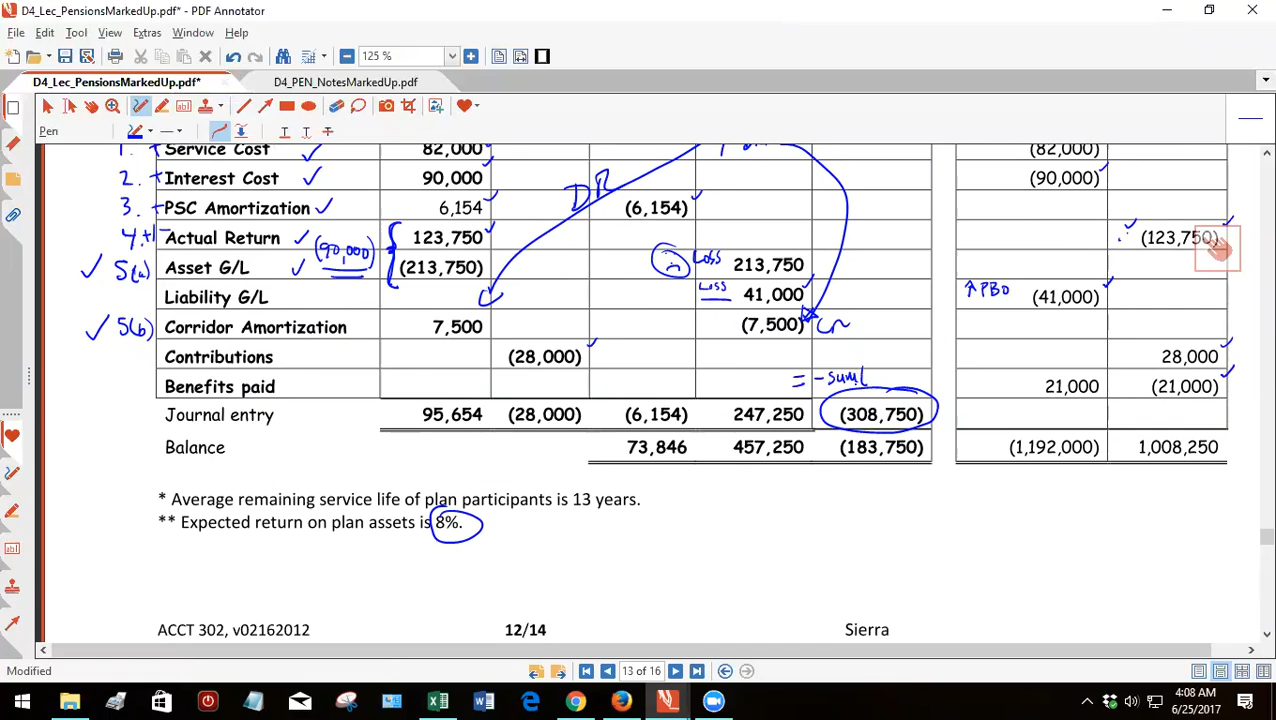 D4_Lec_PensionsMarkedUp.pdf* - PDF Annotator
File Edit Tool View Extras Window Help
125 %
D4_Lec_PensionsMarkedUp.pdf* D4_PEN_NotesMarkedUp.pdf
Pen
1. + Service Cost 82,000 (82,000)
2. + Interest Cost 90,000 (90,000)
DR
3. + PSC Amortization 6,154 (6,154)
4. +/- Actual Return 123,750 (123,750)
(90,000)
5(a) Asset G/L (213,750) Loss 213,750
Liability G/L Loss 41,000 ↑ PBO (41,000)
5(b) Corridor Amortization 7,500 (7,500) CR
Contributions (28,000) 28,000
= -sum(
Benefits paid 21,000 (21,000)
Journal entry 95,654 (28,000) (6,154) 247,250 (308,750)
Balance 73,846 457,250 (183,750) (1,192,000) 1,008,250
* Average remaining service life of plan participants is 13 years.
** Expected return on plan assets is 8%.
ACCT 302, v02162012 12/14 Sierra
Modified 13 of 16
4:08 AM
6/25/2017